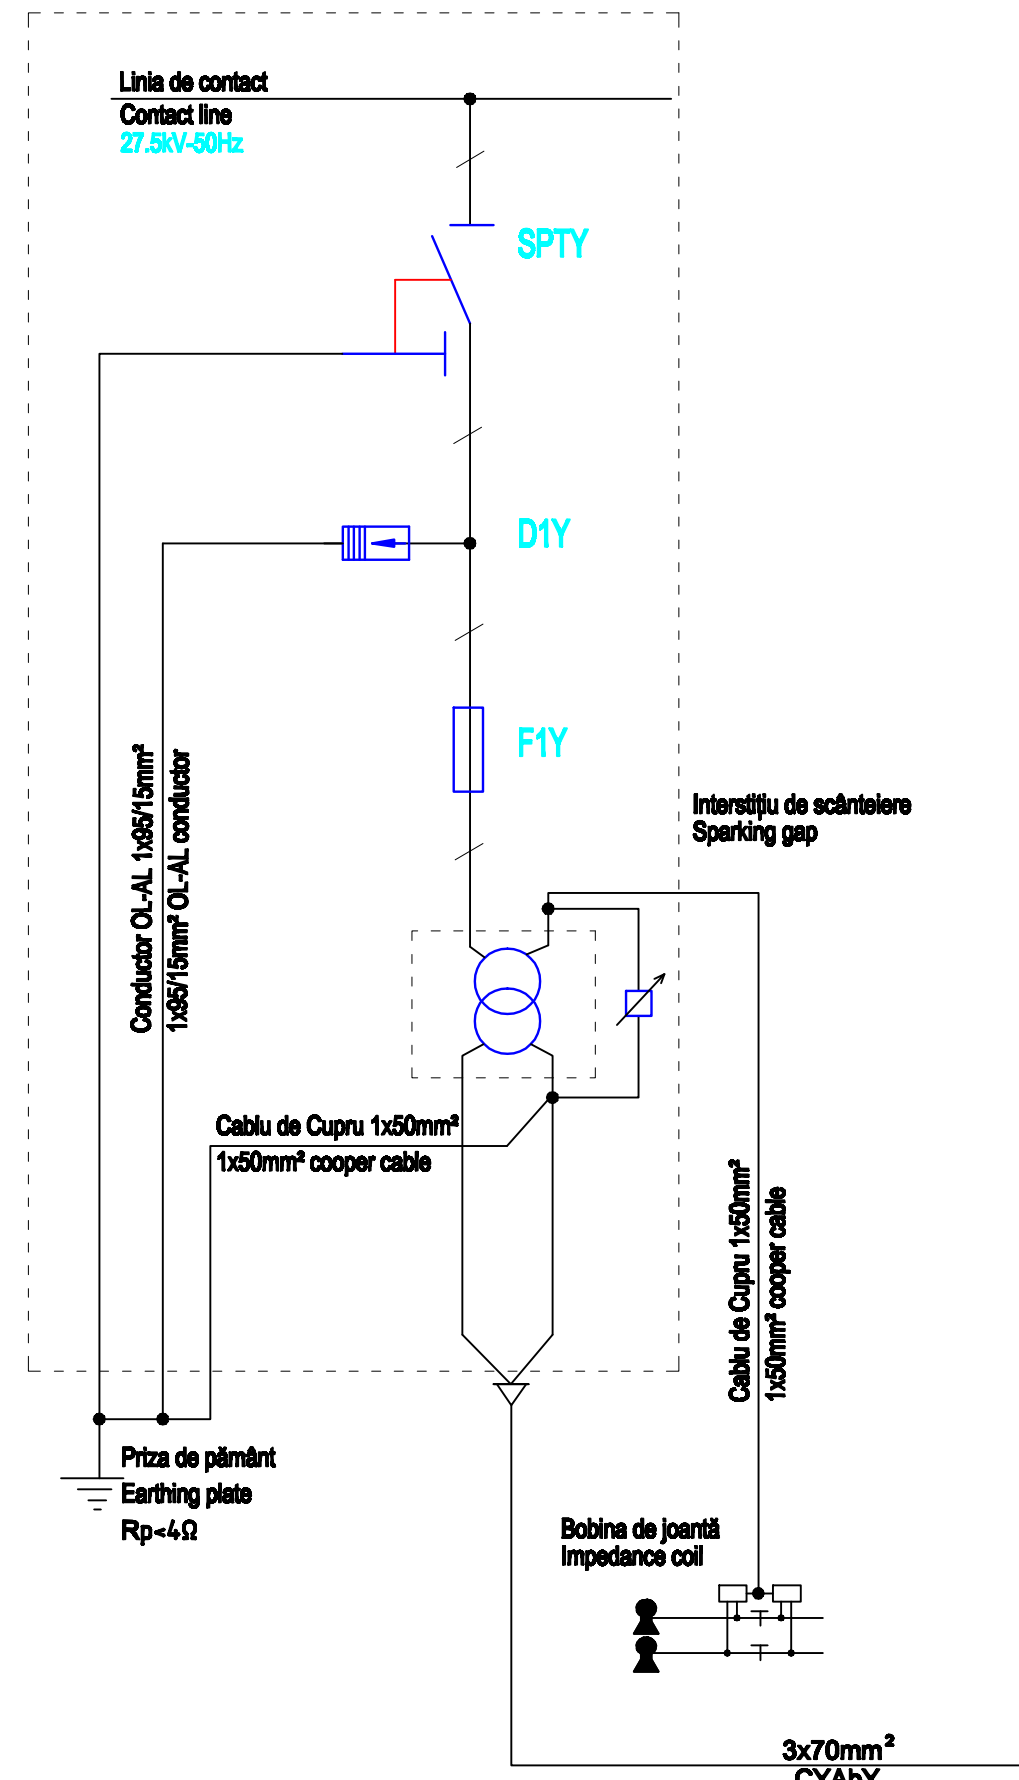 Linia de contact
Contact line
27.5kV-50Hz
SPTY
D1Y
F1Y
Conductor OL-AL 1x95/15mm²
1x95/15mm² OL-AL conductor
Interstițiu de scânteiere
Sparking gap
Cablu de Cupru 1x50mm²
1x50mm² cooper cable
Cablu de Cupru 1x50mm²
1x50mm² cooper cable
Priza de pământ
Earthing plate
Rp<4Ω
Bobina de joantă
Impedance coil
3x70mm²
CYAbY